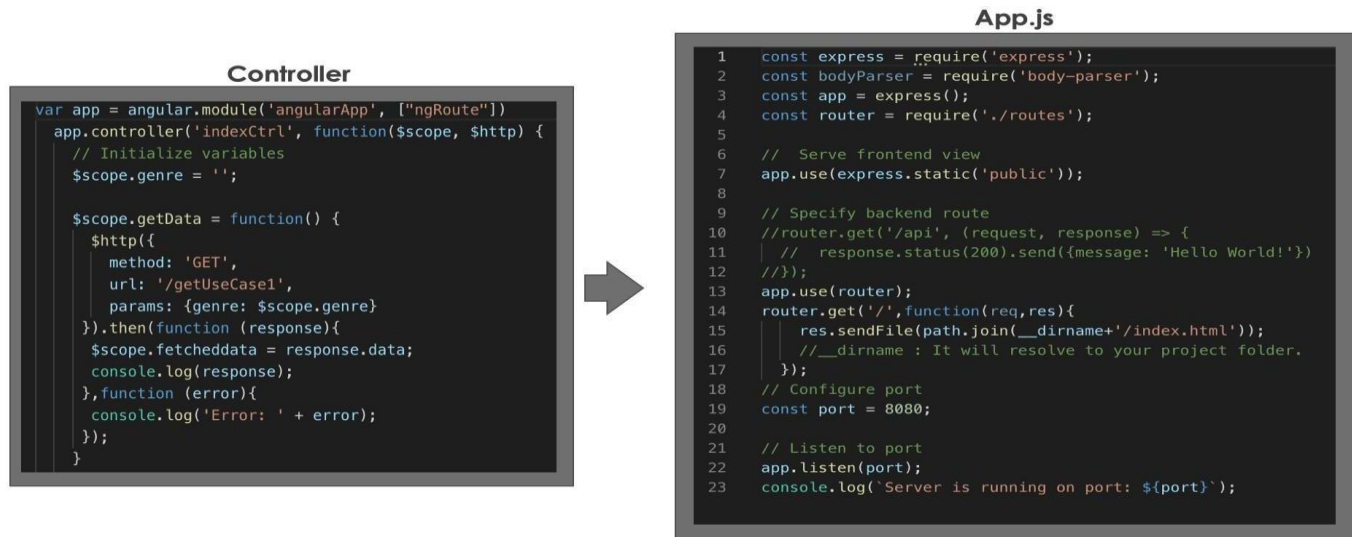 Controller
var app = angular.module('angularApp', ["ngRoute"])
app.controller('indexCtrl', function($scope, $http) {
// Initialize variables
$scope.genre = '';
$scope.getData = function() {
$http({
method: 'GET',
url: '/getUseCase1',
params: {genre: $scope.genre}
}).then(function (response){
$scope.fetcheddata = response.data;
console.log(response);
},function (error){
console.log('Error: ' + error);
});
}
App.js
1 const express = require('express');
2 const bodyParser = require('body-parser');
3 const app = express();
4 const router = require('./routes');
5
6 //  Serve frontend view
7 app.use(express.static('public'));
8
9 // Specify backend route
10 //router.get('/api', (request, response) => {
11 //  response.status(200).send({message: 'Hello World!'})
12 //});
13 app.use(router);
14 router.get('/',function(req,res){
15 res.sendFile(path.join(__dirname+'/index.html'));
16 //__dirname : It will resolve to your project folder.
17 });
18 // Configure port
19 const port = 8080;
20
21 // Listen to port
22 app.listen(port);
23 console.log(`Server is running on port: ${port}`);